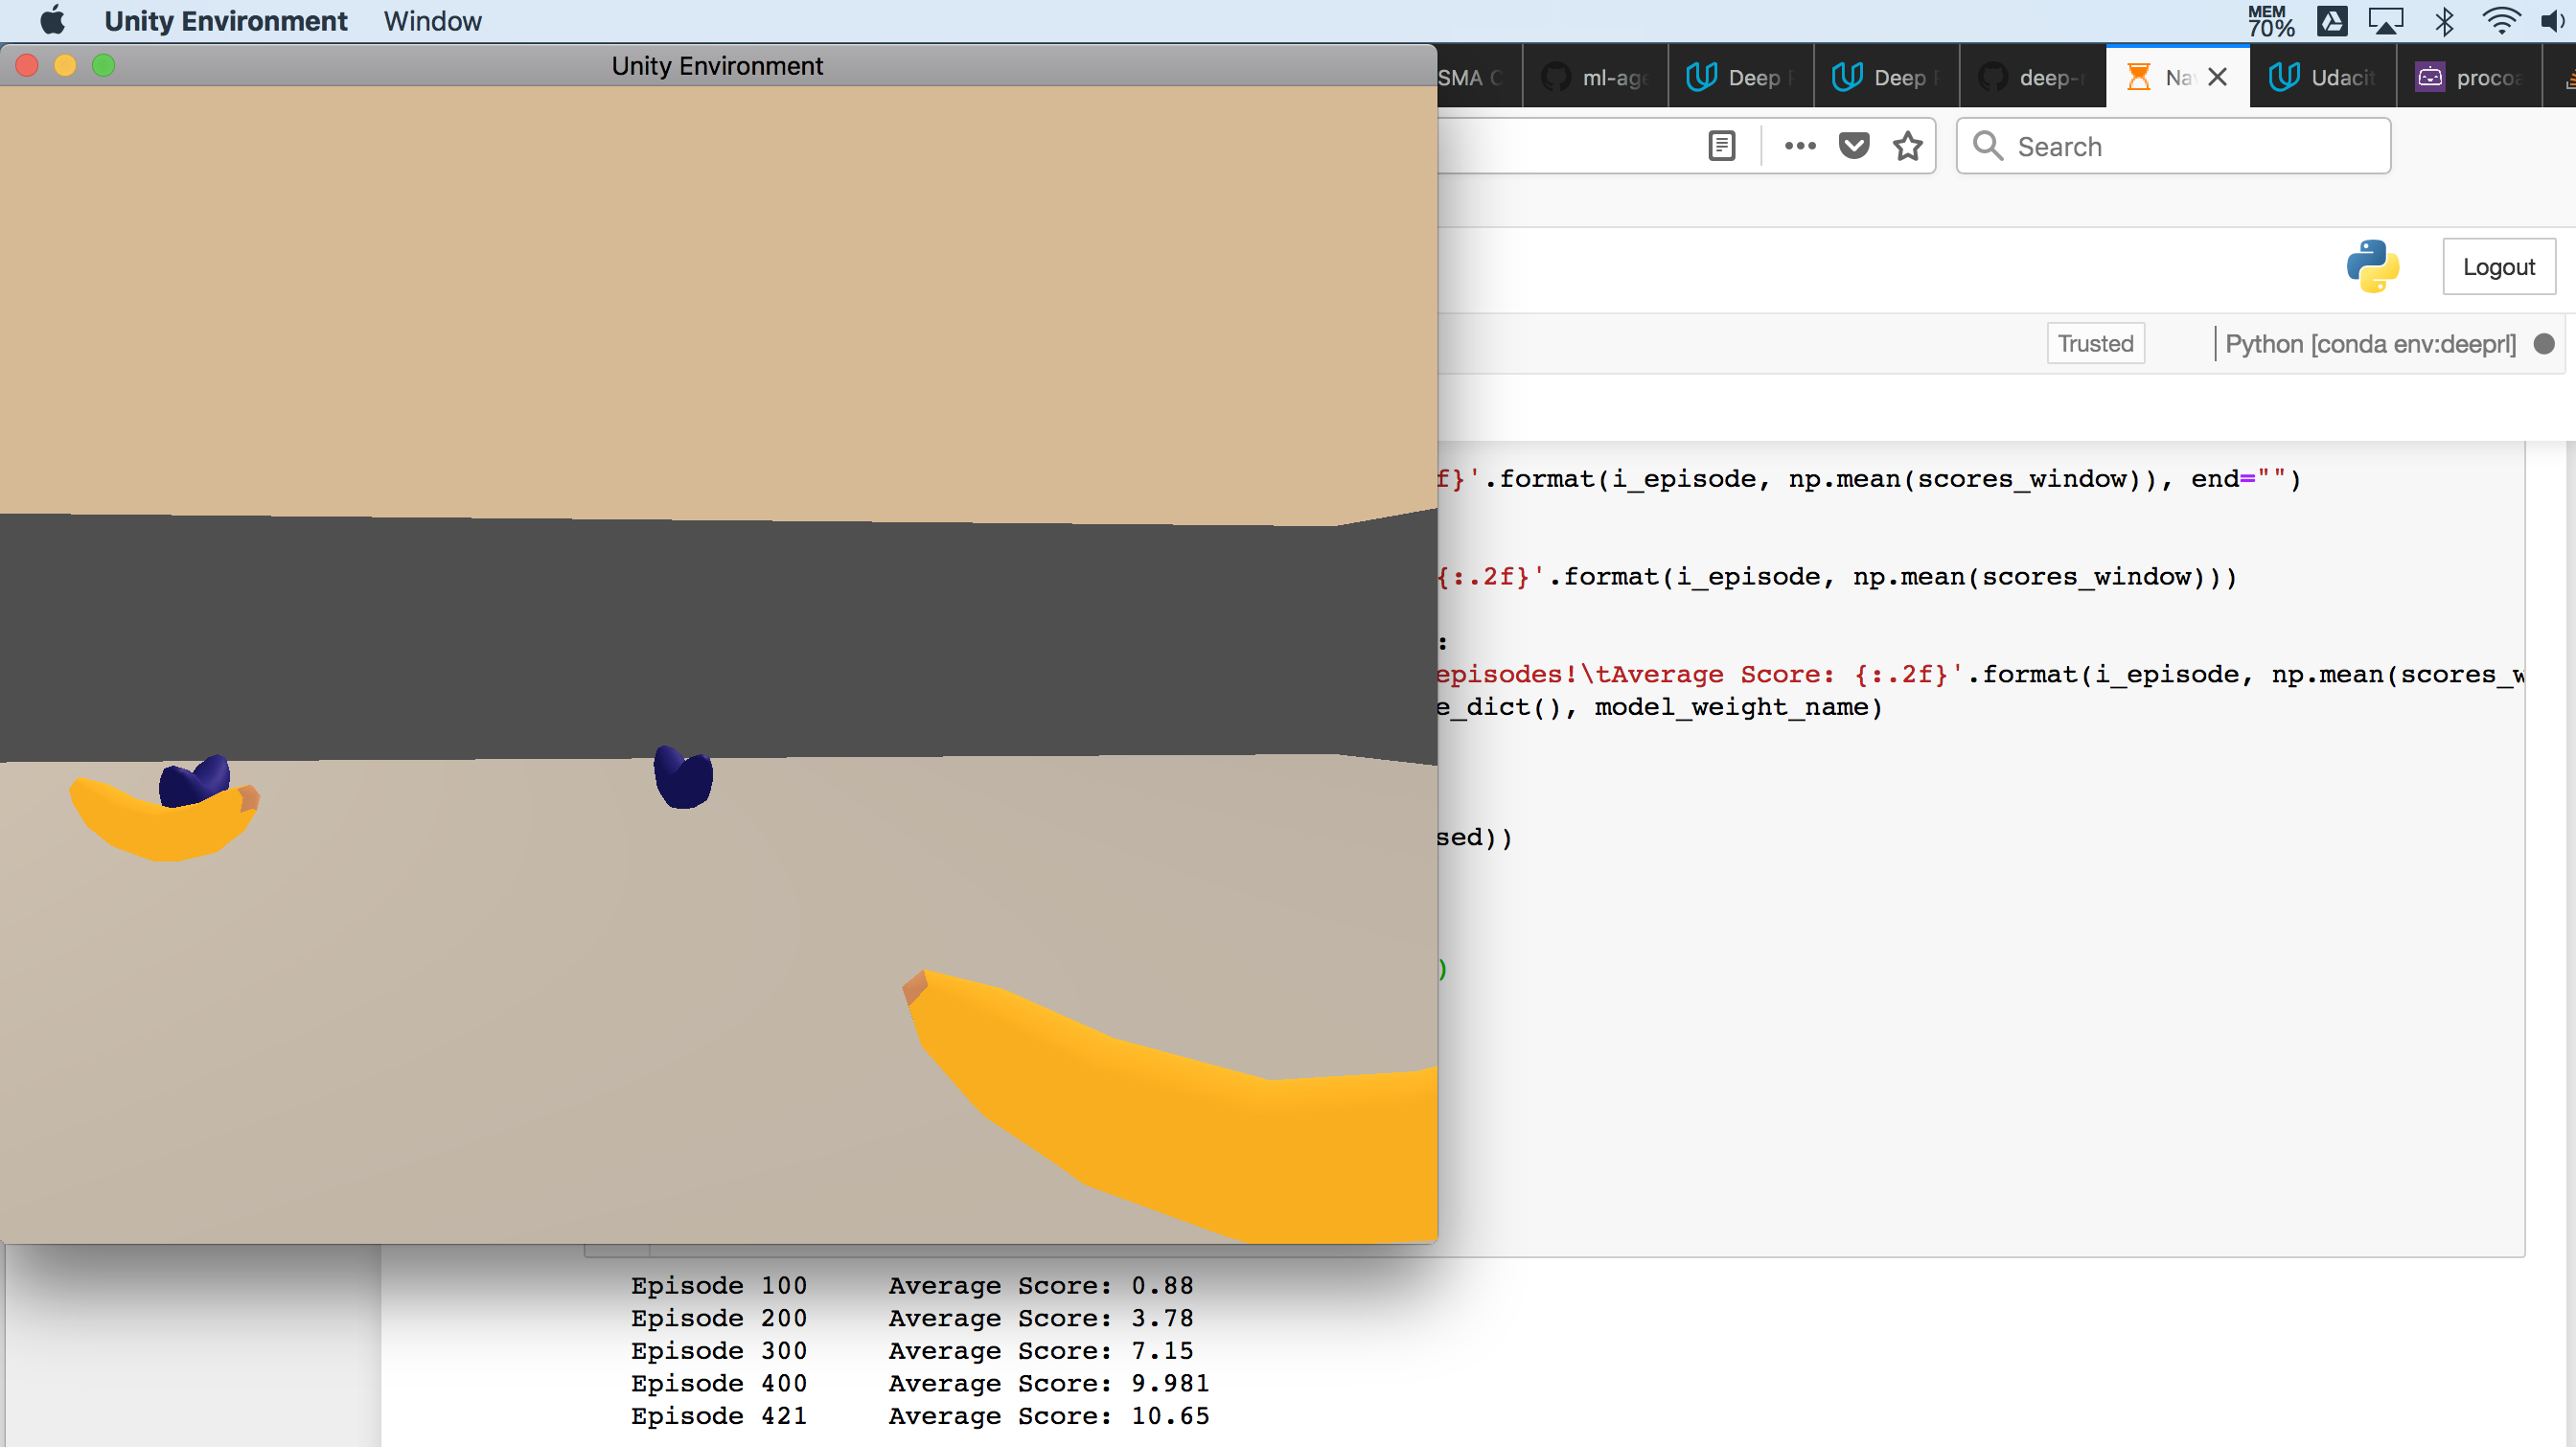 Unity Environment Window MEM 70%
Unity Environment
SMA C ml-age Deep Deep deep- Na Udacit proco
Search
Logout
Trusted Python [conda env:deeprl]
f}'.format(i_episode, np.mean(scores_window)), end="")
{:.2f}'.format(i_episode, np.mean(scores_window)))
:
episodes!\tAverage Score: {:.2f}'.format(i_episode, np.mean(scores_w
e_dict(), model_weight_name)
sed))
)
Episode 100 Average Score: 0.88
Episode 200 Average Score: 3.78
Episode 300 Average Score: 7.15
Episode 400 Average Score: 9.981
Episode 421 Average Score: 10.65